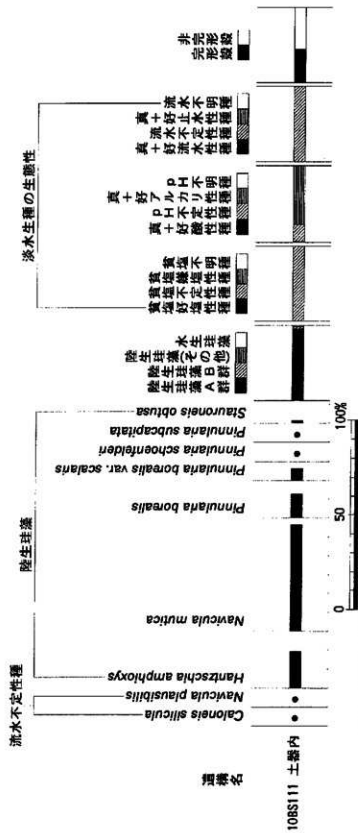 流水不定性種
陸生珪藻
淡水生種の生態性
遺構名
Caloneis silicula
Navicula plausibilis
Hantzschia amphioxys
Navicula mutica
Pinnularia borealis
Pinnularia borealis var. scalaris
Pinnularia schoenfelderi
Pinnularia subcapitata
Stauroneis obtusa
陸生珪藻A群
陸生珪藻B群
陸生珪藻(その他)
水生珪藻
貧塩好塩性種
貧塩不定性種
貧塩嫌塩性種
貧塩不明種
真+好酸性種
pH不定性種
真+好アルカリ性種
pH不明種
真+好流水性種
流水不定性種
真+好止水性種
流水不明種
完形殻
非完形殻
10BS111 土器内
0 50 100%